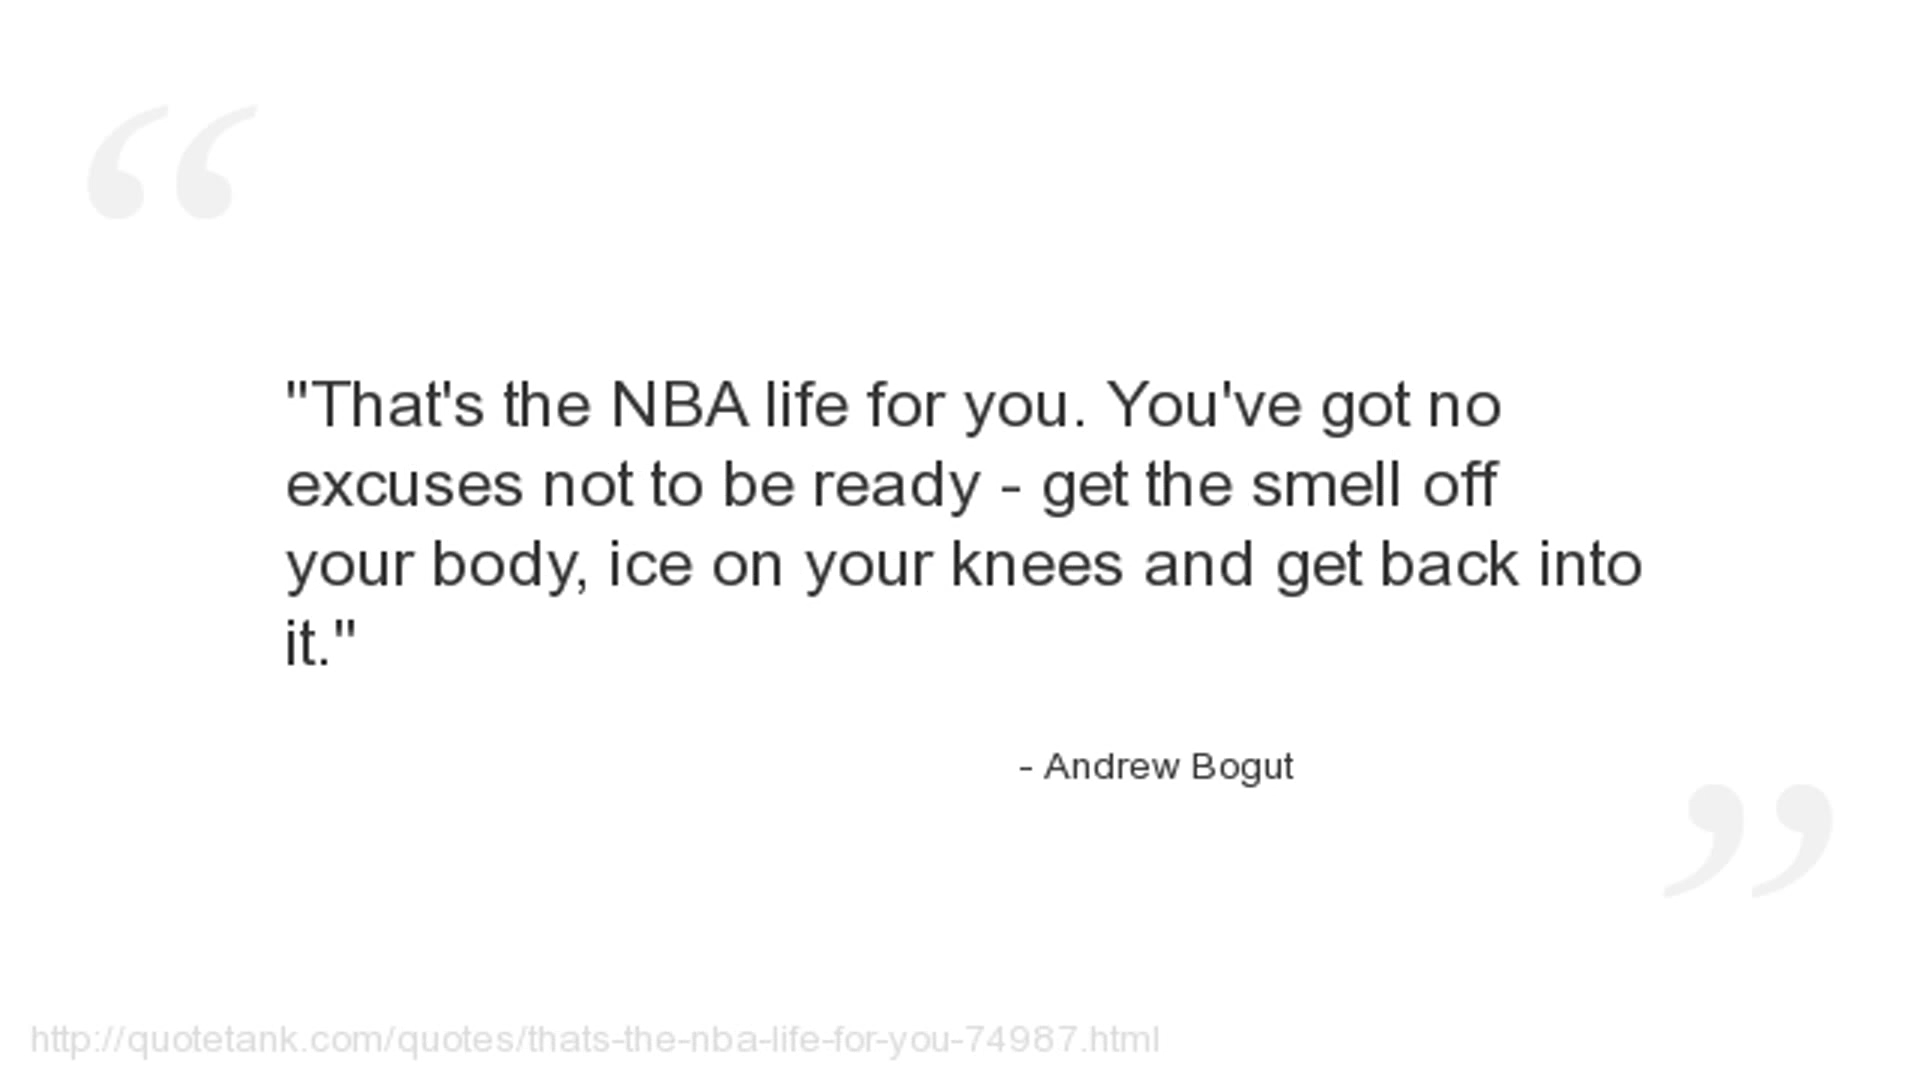 "That's the NBA life for you. You've got no
excuses not to be ready - get the smell off
your body, ice on your knees and get back into
it."
- Andrew Bogut
http://quotetank.com/quotes/thats-the-nba-life-for-you-74987.html